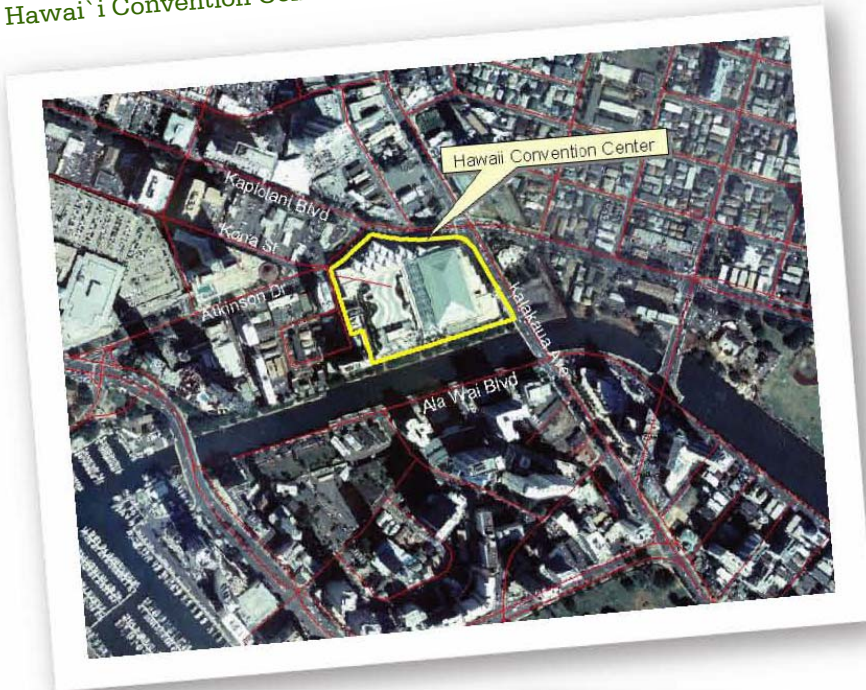 Hawai`i Convention Cen
Hawaii Convention Center
Kapiolani Blvd
Kona St
Atkinson Dr
Kalakaua Ave
Ala Wai Blvd